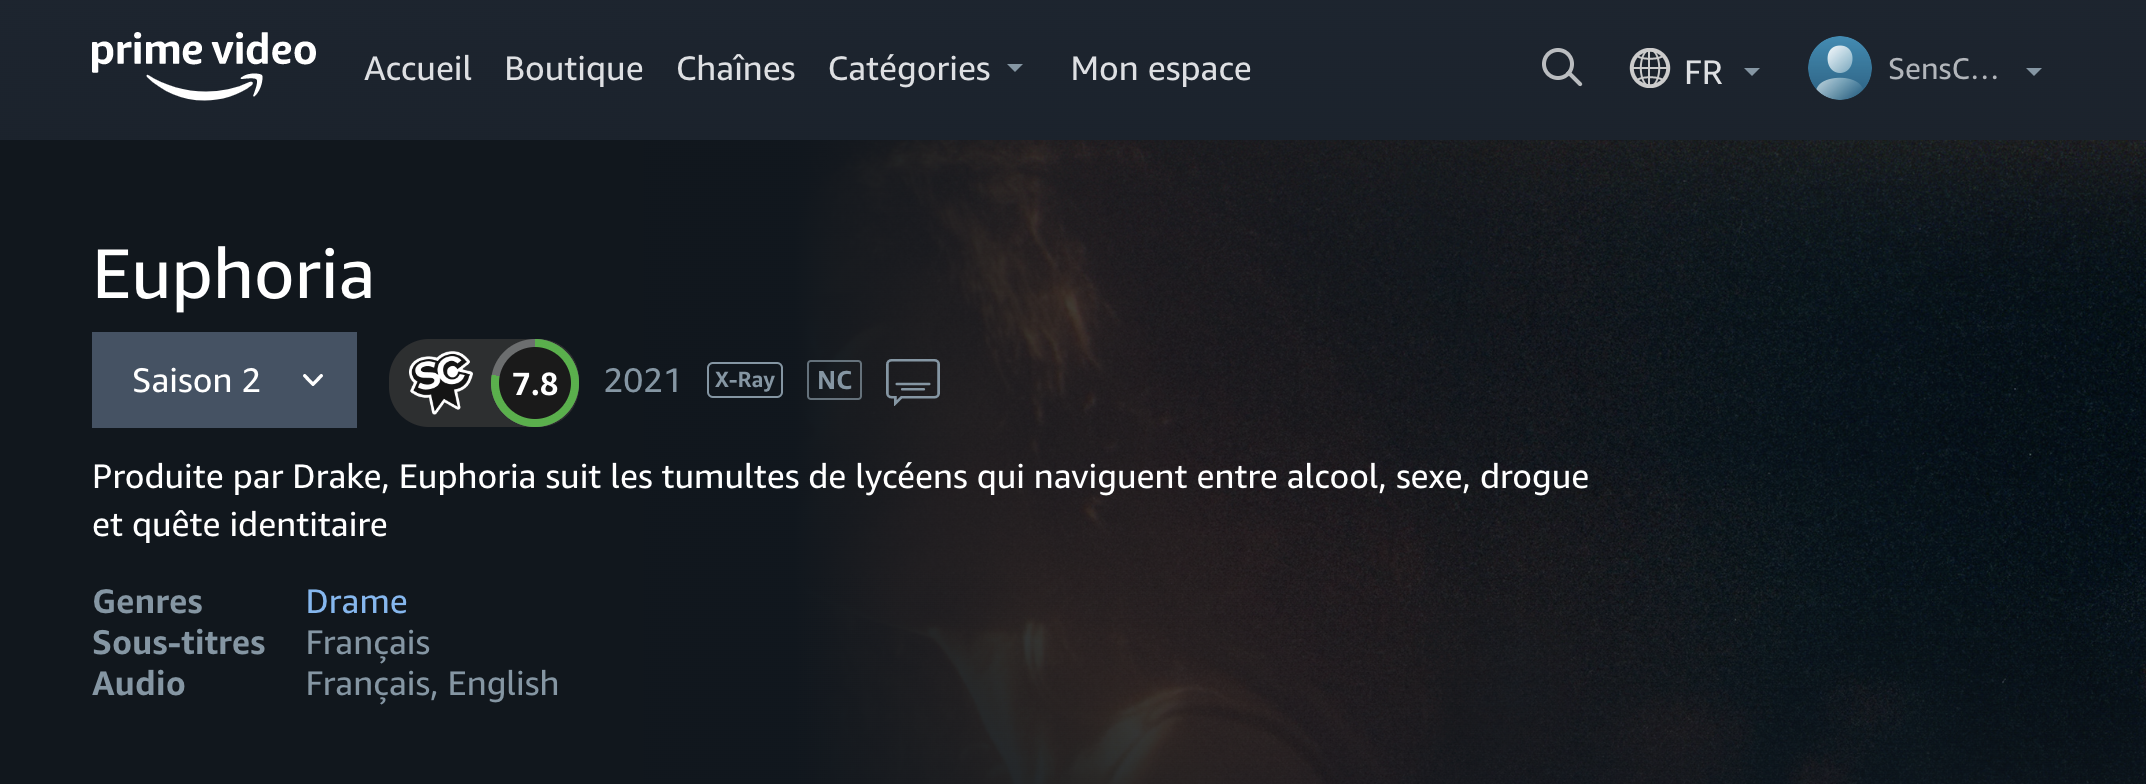 prime video
Accueil Boutique Chaînes Catégories Mon espace FR SensC...
Euphoria
Saison 2 SC 7.8 2021 X-Ray NC
Produite par Drake, Euphoria suit les tumultes de lycéens qui naviguent entre alcool, sexe, drogue
et quête identitaire
Genres Drame
Sous-titres Français
Audio Français, English